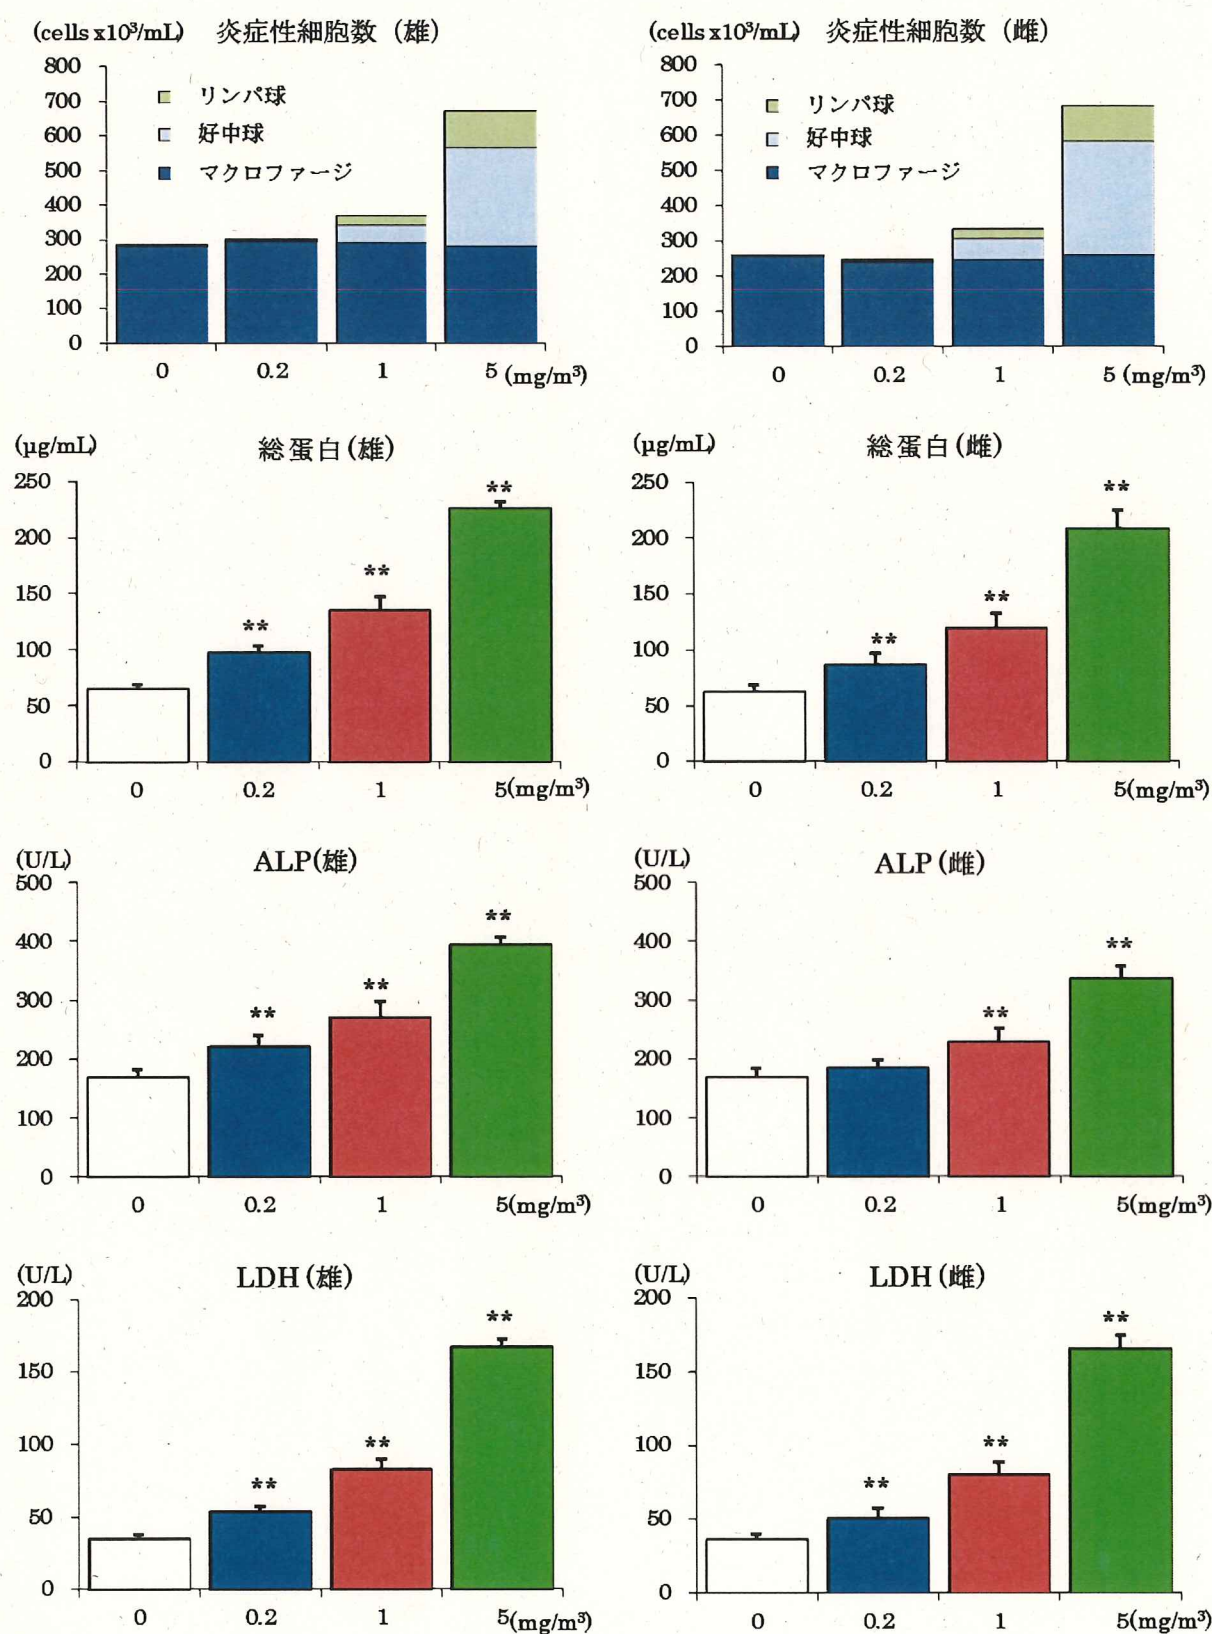 (cells x10³/mL) 炎症性細胞数（雄）
800
700
600
500
400
300
200
100
0
リンパ球
好中球
マクロファージ
0 0.2 1 5 (mg/m³)
(cells x10³/mL) 炎症性細胞数（雌）
800
700
600
500
400
300
200
100
0
リンパ球
好中球
マクロファージ
0 0.2 1 5 (mg/m³)
(µg/mL) 総蛋白(雄)
250
200
150
100
50
0
** ** **
0 0.2 1 5(mg/m³)
(µg/mL) 総蛋白(雌)
250
200
150
100
50
0
** ** **
0 0.2 1 5(mg/m³)
(U/L) ALP(雄)
500
400
300
200
100
0
** ** **
0 0.2 1 5(mg/m³)
(U/L) ALP(雌)
500
400
300
200
100
0
** **
0 0.2 1 5(mg/m³)
(U/L) LDH(雄)
200
150
100
50
0
** ** **
0 0.2 1 5(mg/m³)
(U/L) LDH(雌)
200
150
100
50
0
** ** **
0 0.2 1 5(mg/m³)